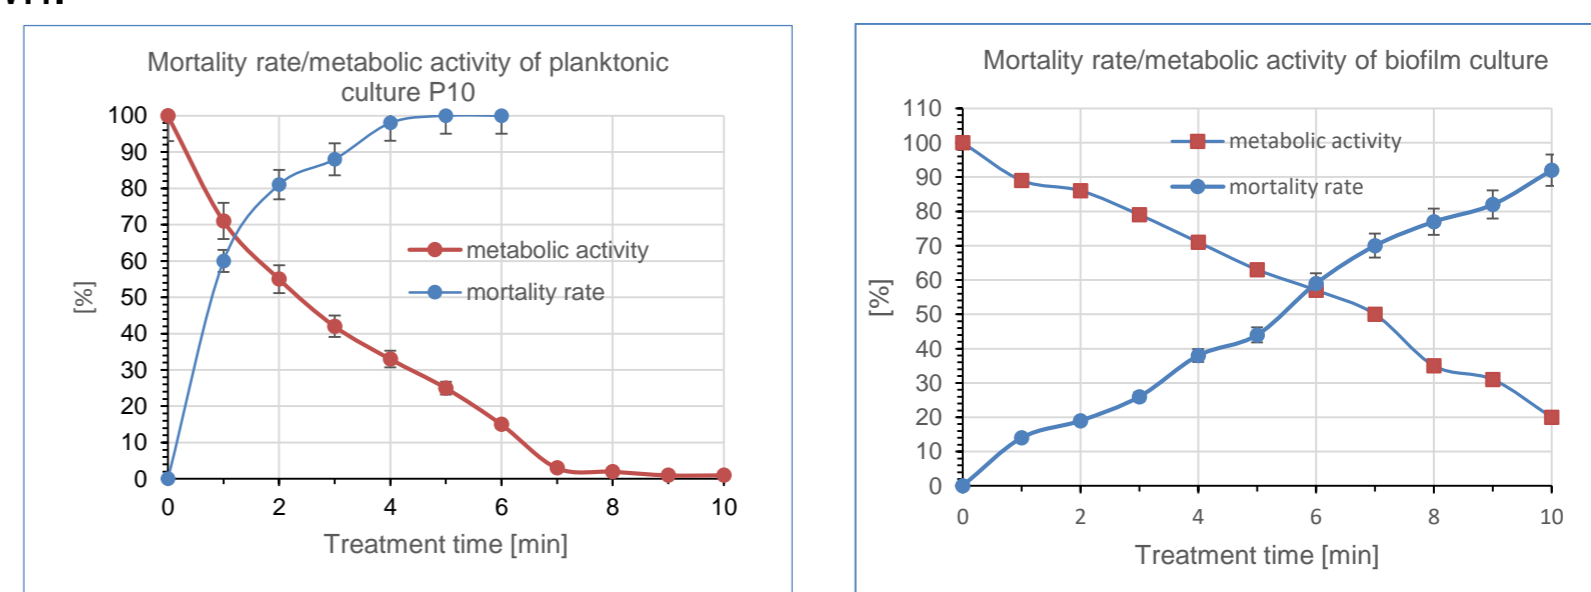 Mortality rate/metabolic activity of planktonic
culture P10
100
90
80
70
60
50
40
30
20
10
0
[%]
metabolic activity
mortality rate
0 2 4 6 8 10
Treatment time [min]
Mortality rate/metabolic activity of biofilm culture
110
100
90
80
70
60
50
40
30
20
10
0
[%]
metabolic activity
mortality rate
0 2 4 6 8 10
Treatment time [min]